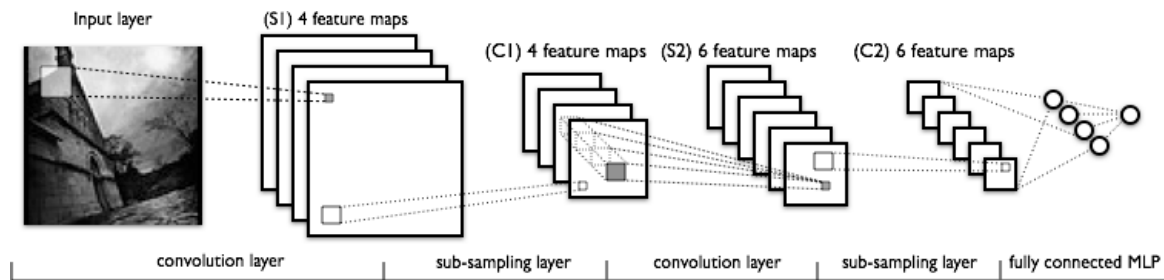 Input layer
(S1) 4 feature maps
(C1) 4 feature maps
(S2) 6 feature maps
(C2) 6 feature maps
convolution layer
sub-sampling layer
convolution layer
sub-sampling layer
fully connected MLP